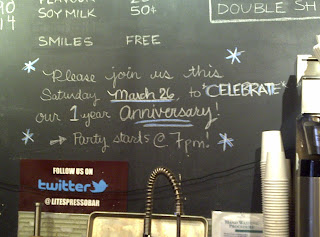 SOY MILK 50¢
DOUBLE SH
SMILES FREE
Please join us this
Saturday March 26, to "CELEBRATE"
our 1 year Anniversary!
→ Party starts @ 7pm!
FOLLOW US ON
twitter
@LITESPRESSOBAR